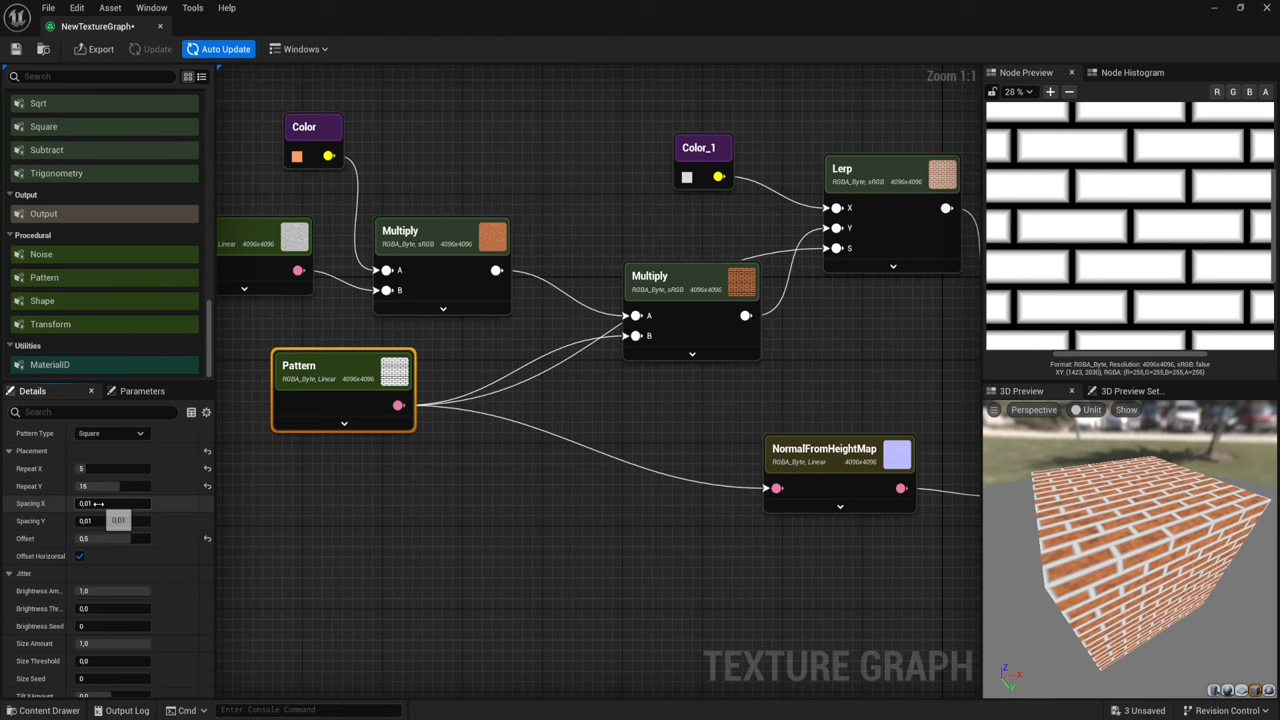 File Edit Asset Window Tools Help
NewTextureGraph*
Export Update Auto Update Windows
Search
Sqrt
Square
Subtract
Trigonometry
Output
Output
Procedural
Noise
Pattern
Shape
Transform
Utilities
MaterialID
Details Parameters
Search
Pattern Type Square
Placement
Repeat X 5
Repeat Y 15
Spacing X 0,01
Spacing Y 0,01
0,01
Offset 0,5
Offset Horizontal
Jitter
Brightness Am... 1,0
Brightness Thr... 0,0
Brightness Seed 0
Size Amount 1,0
Size Threshold 0,0
Size Seed 0
Tilt XAmount 0,0
Zoom 1:1
Color
Linear 4096x4096
Multiply
RGBA_Byte, sRGB 4096x4096
A
B
Pattern
RGBA_Byte, Linear 4096x4096
Multiply
RGBA_Byte, sRGB 4096x4096
A
B
Color_1
Lerp
RGBA_Byte, sRGB 4096x4096
X
Y
S
NormalFromHeightMap
RGBA_Byte, Linear 4096x4096
TEXTURE GRAPH
Node Preview Node Histogram
28 % R G B A
Format: RGBA_Byte, Resolution: 4096x4096, sRGB: false
XY: (1423, 2030), RGBA: (R=255,G=255,B=255,A=255)
3D Preview 3D Preview Set...
Perspective Unlit Show
Z
X
Y
Content Drawer Output Log Cmd Enter Console Command 3 Unsaved Revision Control